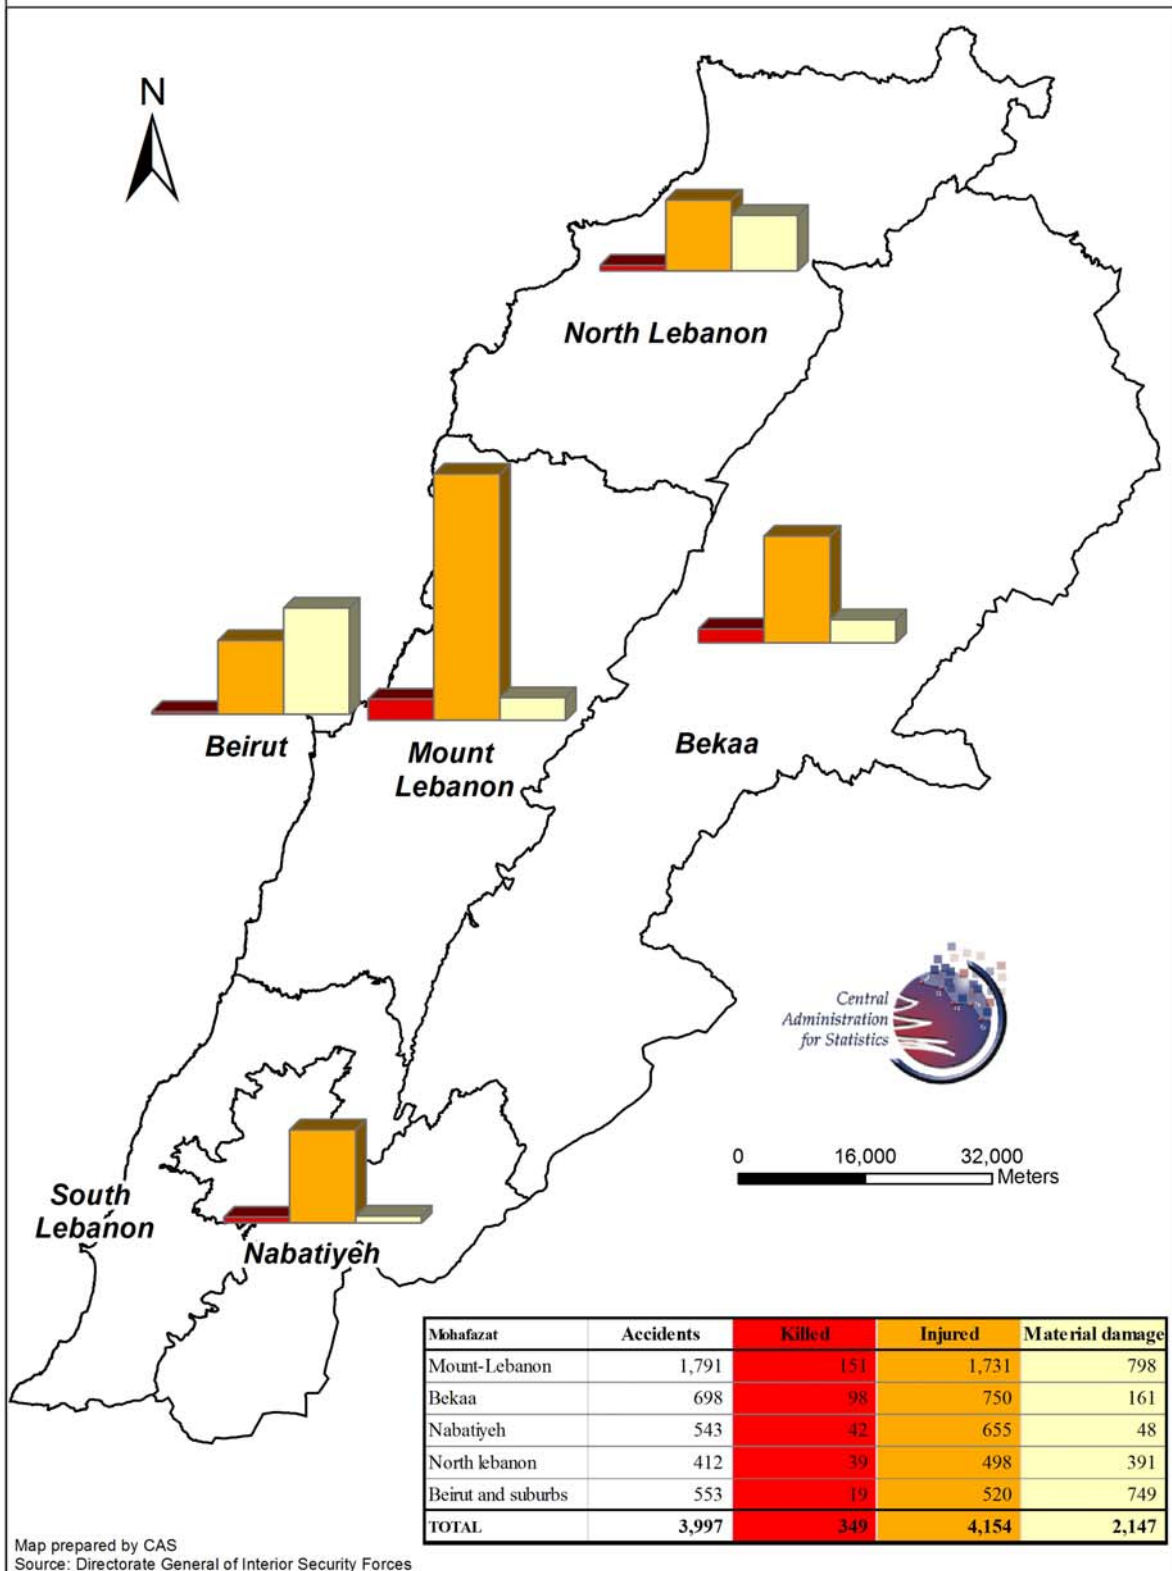 N
North Lebanon
Beirut
Mount
Lebanon
Bekaa
Central
Administration
for Statistics
0 16,000 32,000
Meters
South
Lebanon
Nabatiyeh
Mohafazat Accidents Killed Injured Material damage
Mount-Lebanon 1,791 151 1,731 798
Bekaa 698 98 750 161
Nabatiyeh 543 42 655 48
North lebanon 412 39 498 391
Beirut and suburbs 553 19 520 749
TOTAL 3,997 349 4,154 2,147
Map prepared by CAS
Source: Directorate General of Interior Security Forces